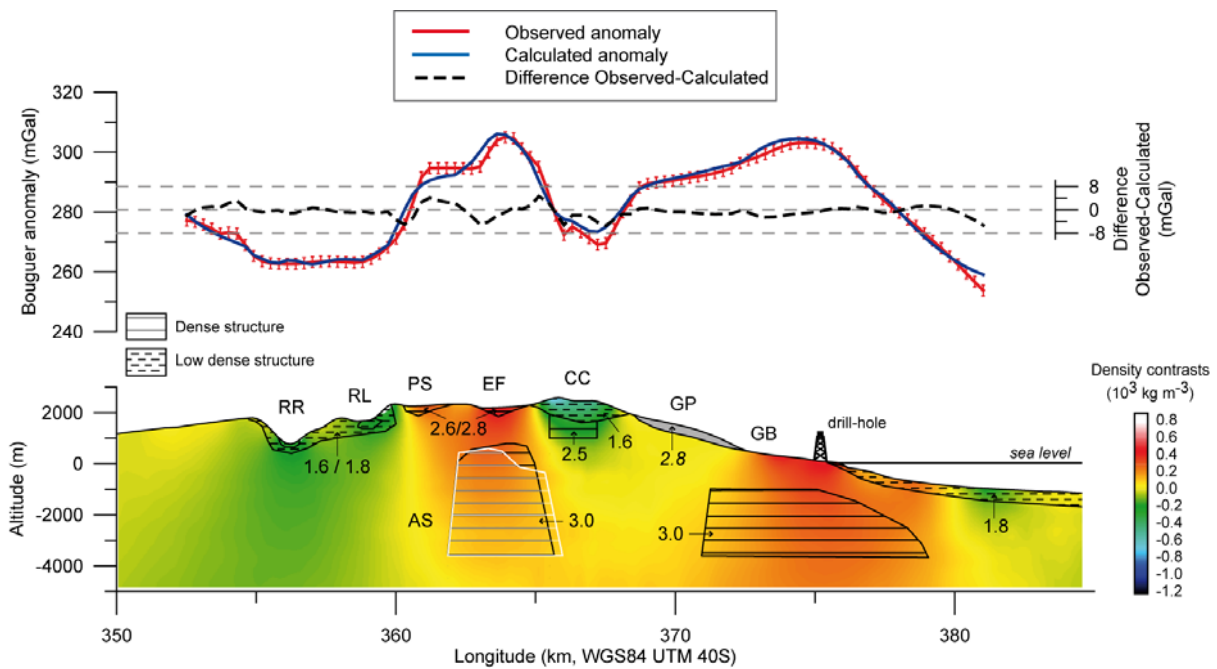 Observed anomaly
Calculated anomaly
Difference Observed-Calculated
320
300
280
260
240
Bouguer anomaly (mGal)
8
0
-8
Difference
Observed-Calculated
(mGal)
Dense structure
Low dense structure
Density contrasts
(10³ kg m⁻³)
0.8
0.6
0.4
0.2
0.0
-0.2
-0.4
-0.6
-0.8
-1.0
-1.2
RR
RL
PS
EF
CC
GP
GB
drill-hole
sea level
2.6/2.8
1.6
1.6 / 1.8
2.5
2.8
AS
3.0
3.0
1.8
2000
0
-2000
-4000
Altitude (m)
350
360
370
380
Longitude (km, WGS84 UTM 40S)